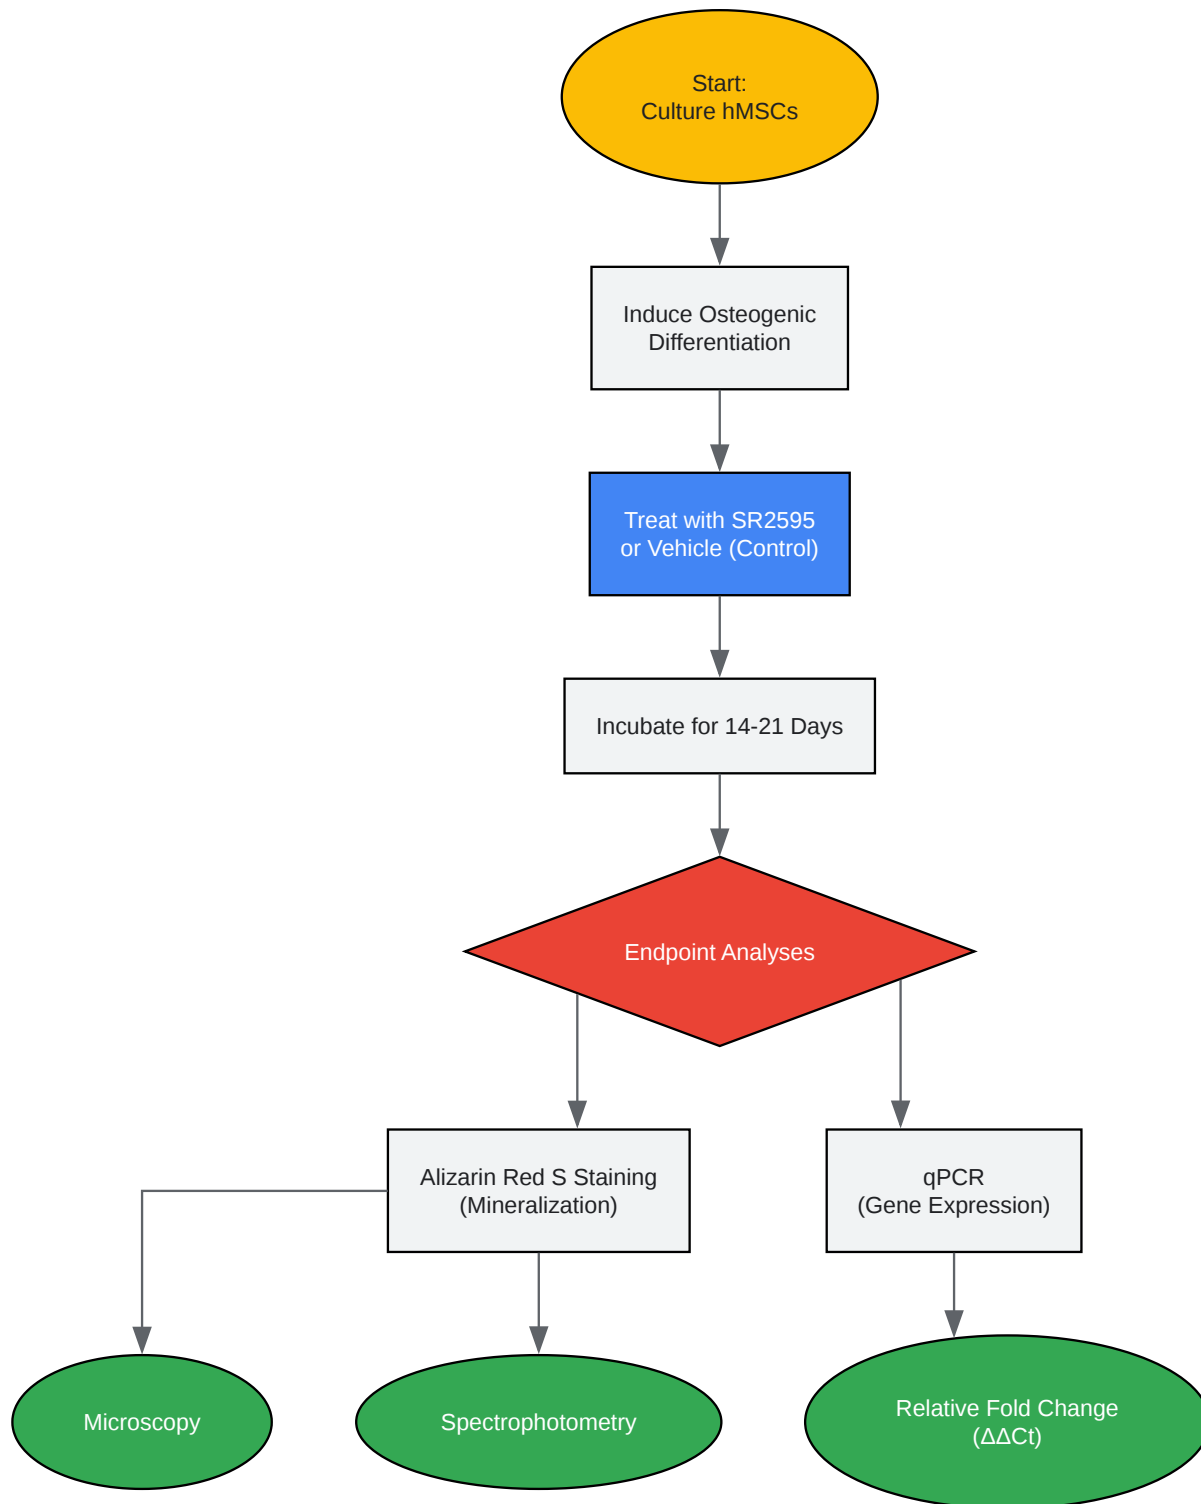 Start:
Culture hMSCs
Induce Osteogenic
Differentiation
Treat with SR2595
or Vehicle (Control)
Incubate for 14-21 Days
Endpoint Analyses
Alizarin Red S Staining
(Mineralization)
qPCR
(Gene Expression)
Microscopy
Spectrophotometry
Relative Fold Change
(ΔΔCt)